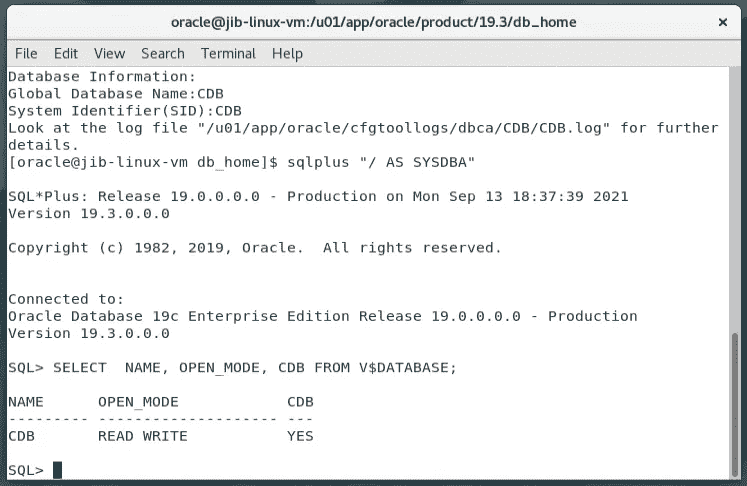 oracle@jib-linux-vm:/u01/app/oracle/product/19.3/db_home
File Edit View Search Terminal Help
Database Information:
Global Database Name:CDB
System Identifier(SID):CDB
Look at the log file "/u01/app/oracle/cfgtoollogs/dbca/CDB/CDB.log" for further
details.
[oracle@jib-linux-vm db_home]$ sqlplus "/ AS SYSDBA"
SQL*Plus: Release 19.0.0.0.0 - Production on Mon Sep 13 18:37:39 2021
Version 19.3.0.0.0
Copyright (c) 1982, 2019, Oracle.  All rights reserved.
Connected to:
Oracle Database 19c Enterprise Edition Release 19.0.0.0.0 - Production
Version 19.3.0.0.0
SQL> SELECT  NAME, OPEN_MODE, CDB FROM V$DATABASE;
NAME      OPEN_MODE            CDB
--------- -------------------- ---
CDB       READ WRITE           YES
SQL>